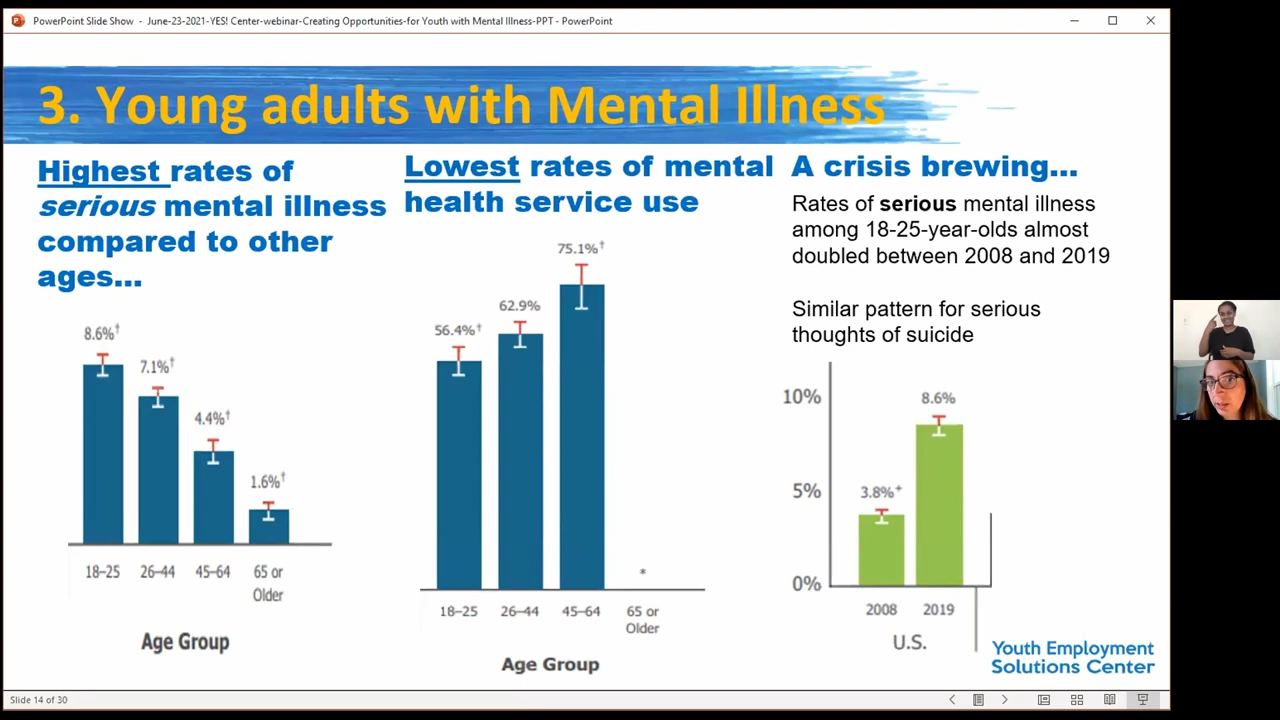 PowerPoint Slide Show - June-23-2021-YES! Center-webinar-Creating Opportunities-for Youth with Mental Illness-PPT - PowerPoint
3. Young adults with Mental Illness
Highest rates of
serious mental illness
compared to other
ages...
8.6%†
7.1%†
4.4%†
1.6%†
18–25
26–44
45–64
65 or
Older
Age Group
Lowest rates of mental
health service use
56.4%†
62.9%
75.1%†
*
18–25
26–44
45–64
65 or
Older
Age Group
A crisis brewing...
Rates of serious mental illness
among 18-25-year-olds almost
doubled between 2008 and 2019
Similar pattern for serious
thoughts of suicide
10%
5%
0%
3.8%+
8.6%
2008
2019
U.S.
Youth Employment
Solutions Center
Slide 14 of 30